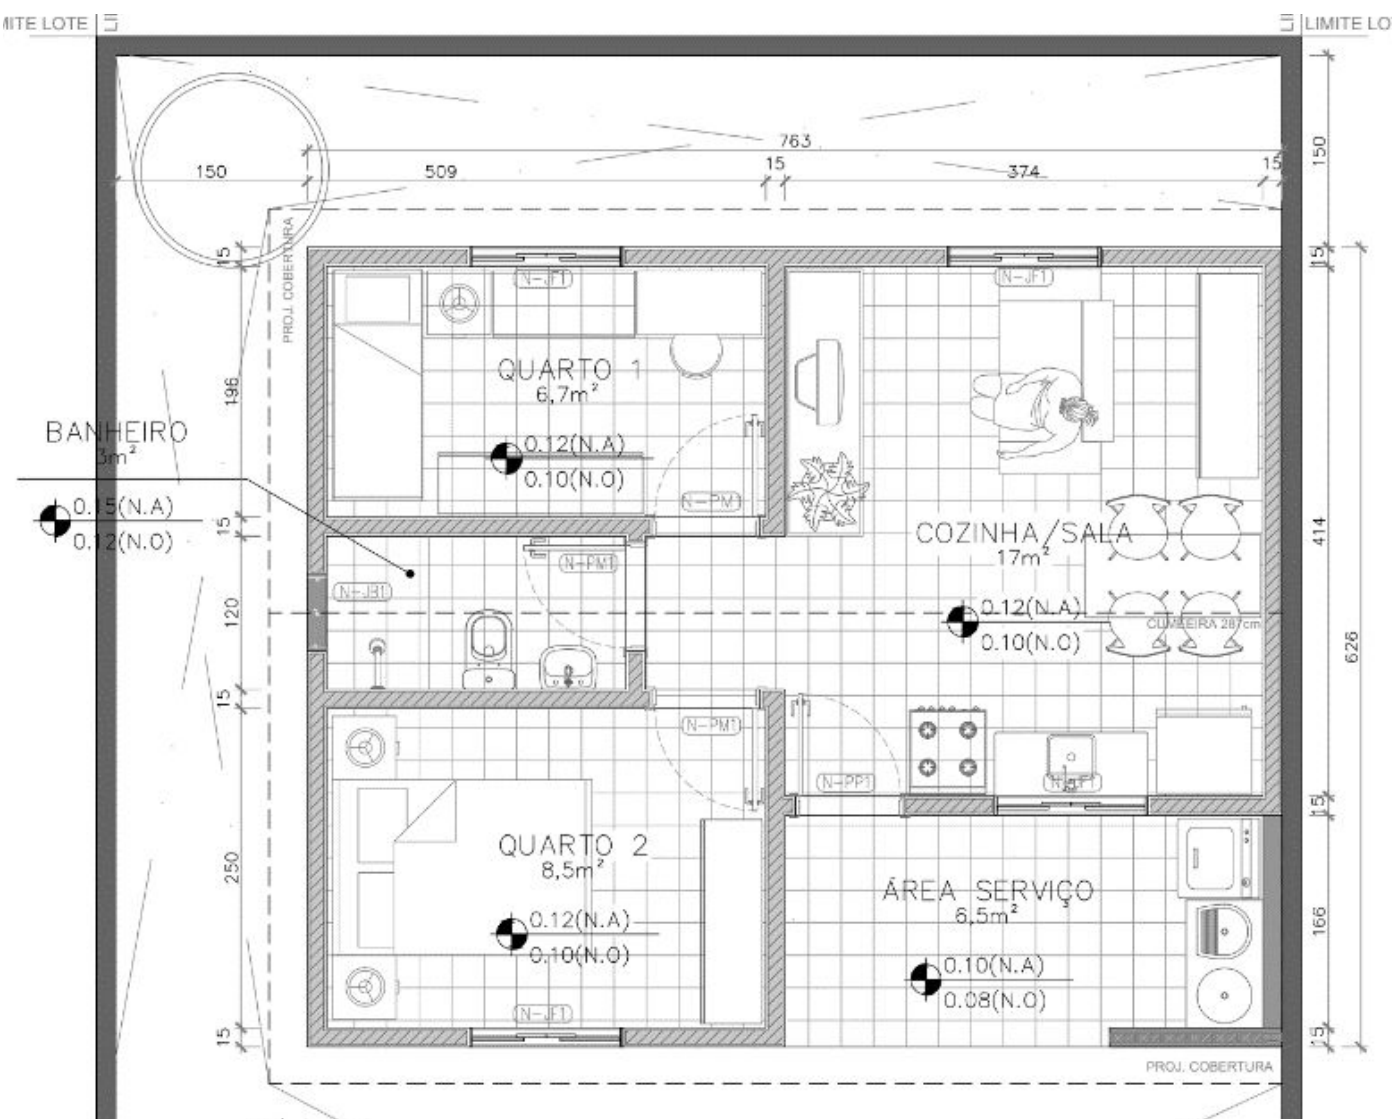 LIMITE LO
763
150
509
15
374
15
150
15
PROJ. COBERTURA
15
N-JF1
N-JF1
QUARTO 1
6,7m²
196
BANHEIRO
3m²
0.12(N.A)
0.10(N.O)
N-PM1
0.15(N.A)
0.12(N.O)
15
COZINHA/SALA
17m²
414
N-PM1
N-JB1
120
0.12(N.A)
0.10(N.O)
CUMEEIRA 287cm
626
15
N-PM1
N-PP1
N-JF1
15
QUARTO 2
8,5m²
250
ÁREA SERVIÇO
6,5m²
0.12(N.A)
0.10(N.O)
166
0.10(N.A)
0.08(N.O)
N-JF1
15
15
PROJ. COBERTURA